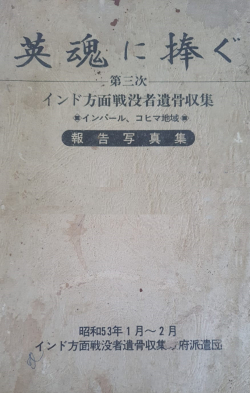 英魂に捧ぐ
第三次
インド方面戦没者遺骨収集
※インパール、コヒマ地域※
報告写真集
昭和53年1月～2月
インド方面戦没者遺骨収集 府派遣団